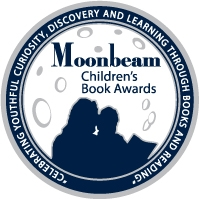 *CELEBRATING YOUTHFUL CURIOSITY, DISCOVERY AND LEARNING THROUGH BOOKS AND READING*
Moonbeam
Children's
Book Awards